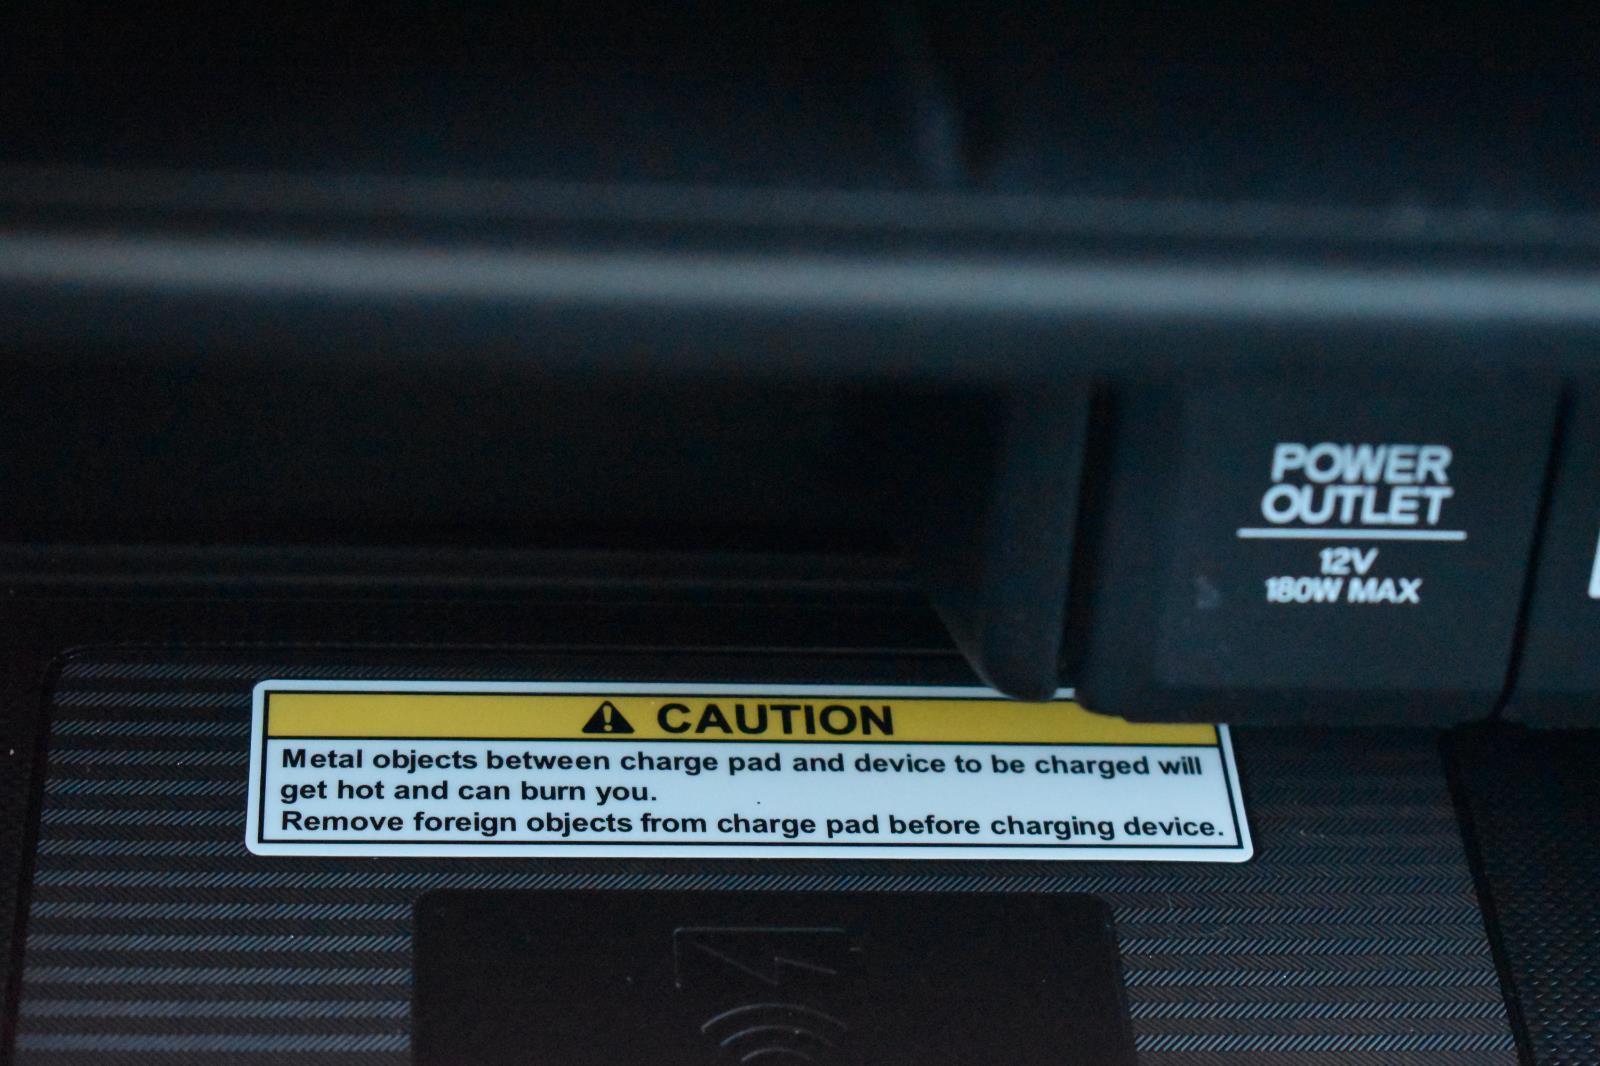 POWER
OUTLET
12V
180W MAX
CAUTION
Metal objects between charge pad and device to be charged will
get hot and can burn you.
Remove foreign objects from charge pad before charging device.